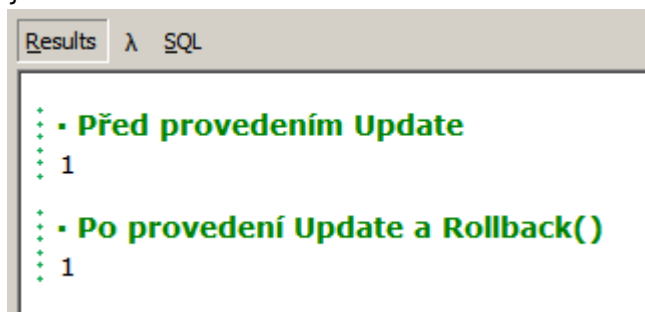 Results λ SQL
▪ Před provedením Update
1
▪ Po provedení Update a Rollback()
1